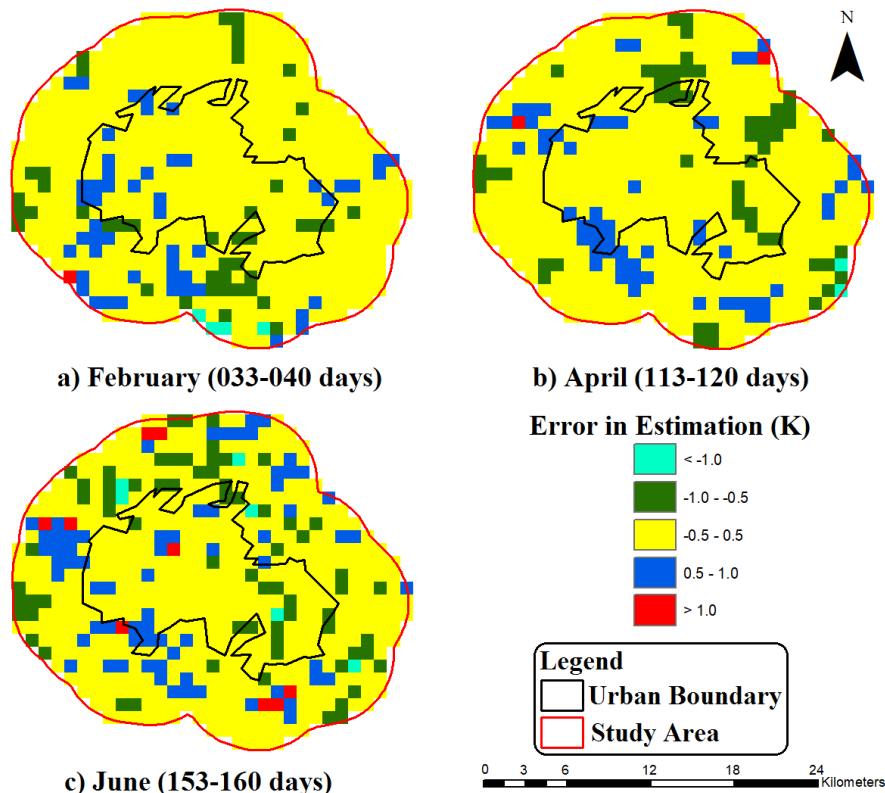 N
a) February (033-040 days)
b) April (113-120 days)
Error in Estimation (K)
< -1.0
-1.0 - -0.5
-0.5 - 0.5
0.5 - 1.0
> 1.0
Legend
Urban Boundary
Study Area
c) June (153-160 days)
0 3 6 12 18 24
Kilometers